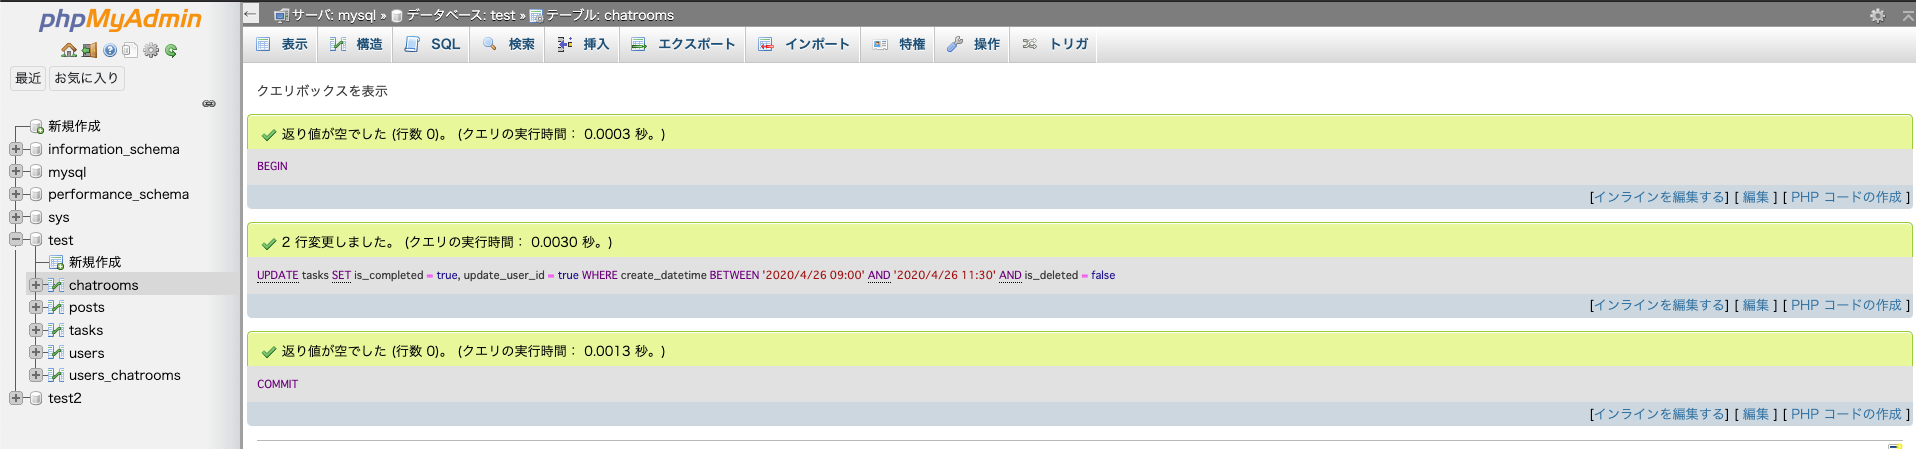 phpMyAdmin
最近 お気に入り
新規作成
information_schema
mysql
performance_schema
sys
test
新規作成
chatrooms
posts
tasks
users
users_chatrooms
test2
サーバ: mysql » データベース: test » テーブル: chatrooms
表示 構造 SQL 検索 挿入 エクスポート インポート 特権 操作 トリガ
クエリボックスを表示
返り値が空でした (行数 0)。 (クエリの実行時間： 0.0003 秒。)
BEGIN
[インラインを編集する] [ 編集 ] [ PHP コードの作成 ]
2 行変更しました。 (クエリの実行時間： 0.0030 秒。)
UPDATE tasks SET is_completed = true, update_user_id = true WHERE create_datetime BETWEEN '2020/4/26 09:00' AND '2020/4/26 11:30' AND is_deleted = false
[インラインを編集する] [ 編集 ] [ PHP コードの作成 ]
返り値が空でした (行数 0)。 (クエリの実行時間： 0.0013 秒。)
COMMIT
[インラインを編集する] [ 編集 ] [ PHP コードの作成 ]